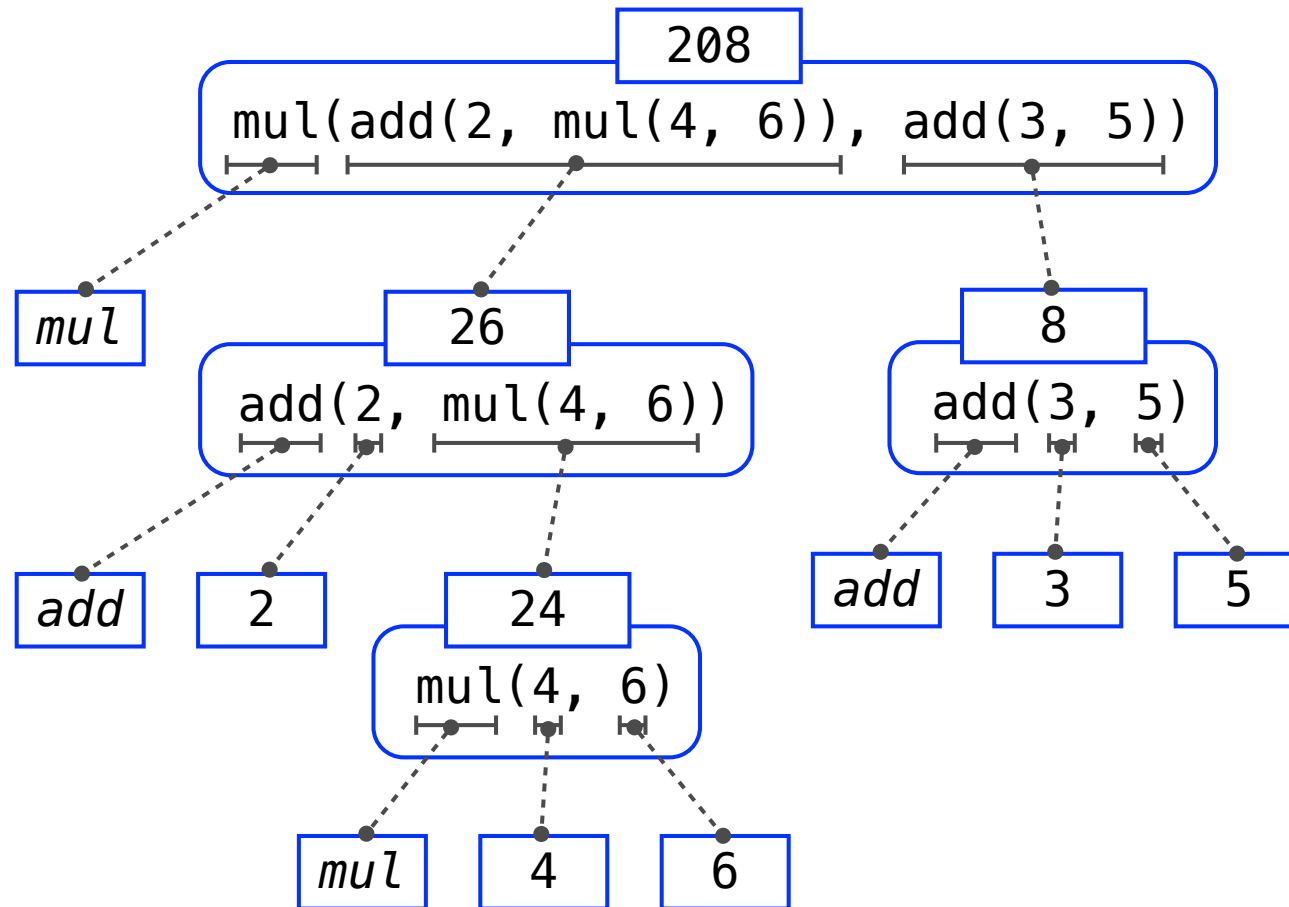 208
mul(add(2, mul(4, 6)), add(3, 5))
mul
26
8
add(2, mul(4, 6))
add(3, 5)
add
2
24
add
3
5
mul(4, 6)
mul
4
6